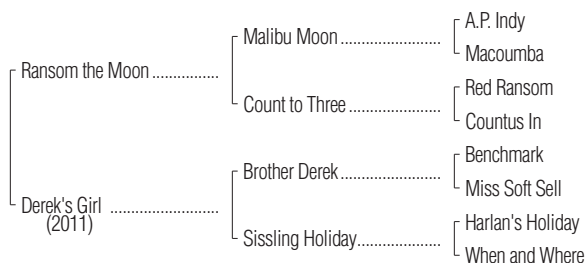 A.P. Indy
Malibu Moon ....................
Macoumba
Ransom the Moon .............
Red Ransom
Count to Three ..................
Countus In
Benchmark
Brother Derek ....................
Miss Soft Sell
Derek's Girl .....................
(2011)
Harlan's Holiday
Sissling Holiday................
When and Where